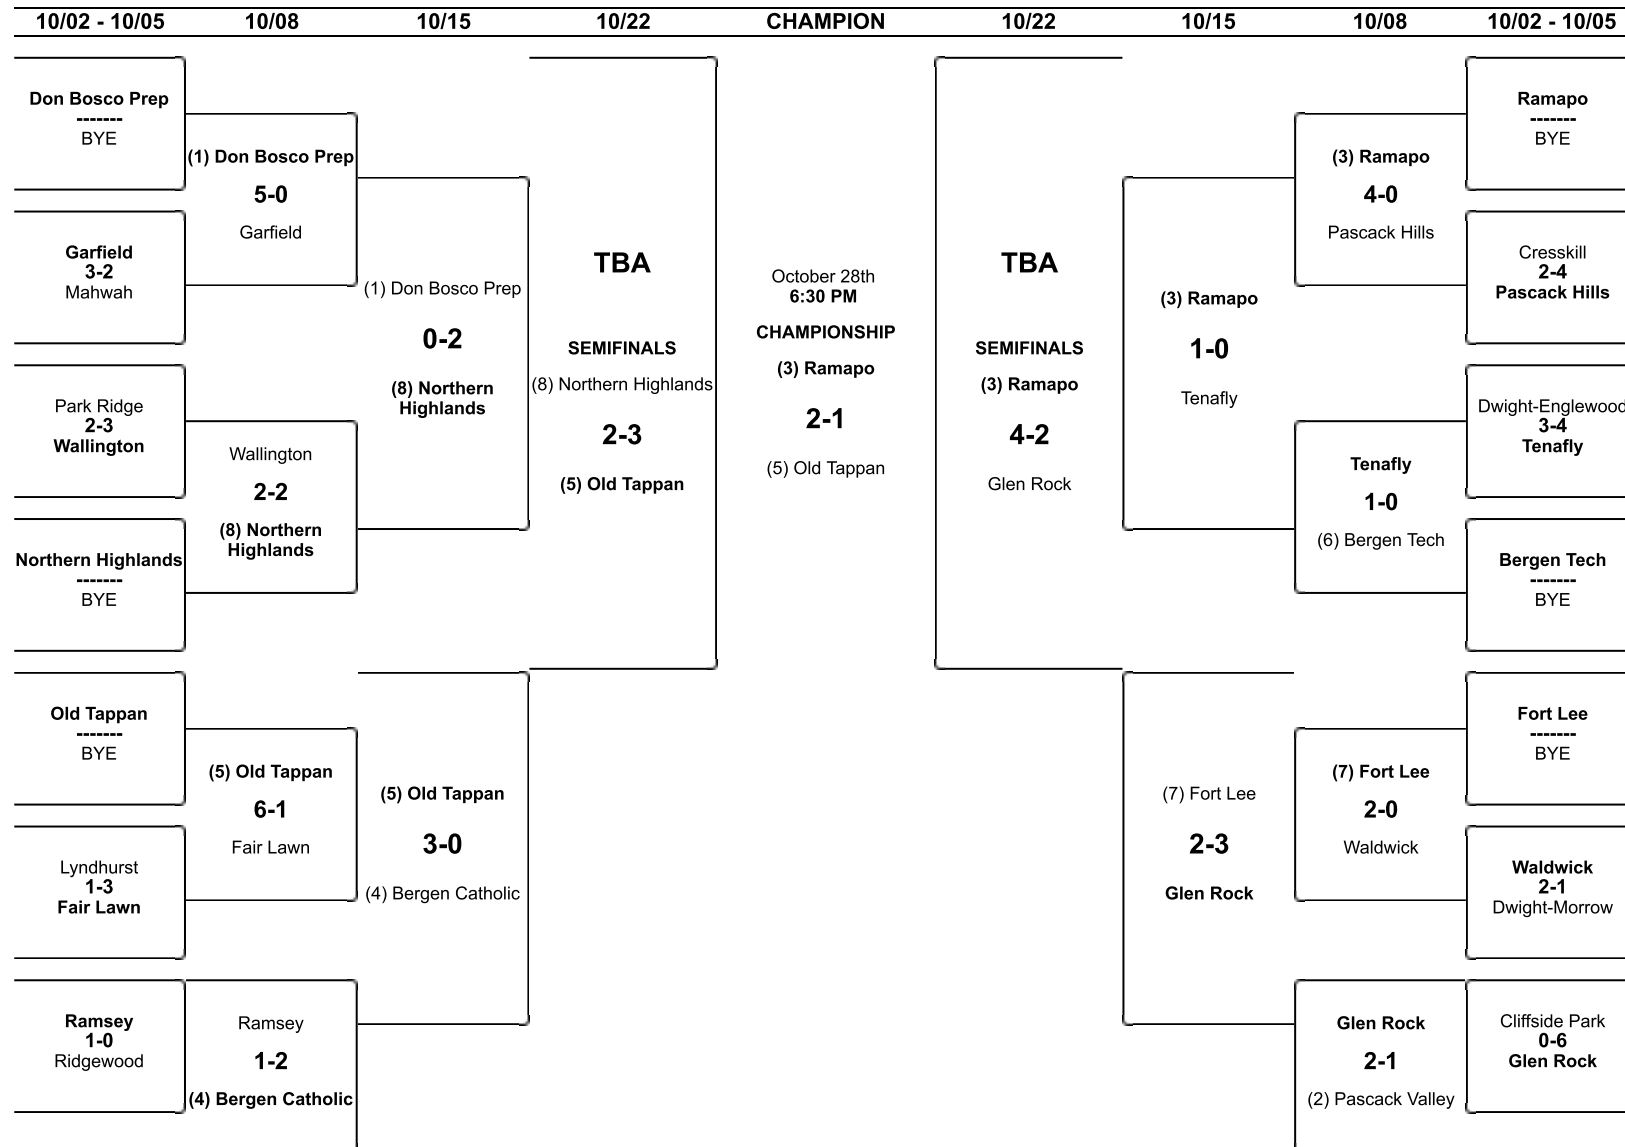 10/02 - 10/05 10/08 10/15 10/22 CHAMPION 10/22 10/15 10/08 10/02 - 10/05
Don Bosco Prep
-------
BYE
Garfield
3-2
Mahwah
Park Ridge
2-3
Wallington
Northern Highlands
-------
BYE
Old Tappan
-------
BYE
Lyndhurst
1-3
Fair Lawn
Ramsey
1-0
Ridgewood
(1) Don Bosco Prep
5-0
Garfield
Wallington
2-2
(8) Northern
Highlands
(5) Old Tappan
6-1
Fair Lawn
Ramsey
1-2
(4) Bergen Catholic
(1) Don Bosco Prep
0-2
(8) Northern
Highlands
(5) Old Tappan
3-0
(4) Bergen Catholic
TBA
SEMIFINALS
(8) Northern Highlands
2-3
(5) Old Tappan
October 28th
6:30 PM
CHAMPIONSHIP
(3) Ramapo
2-1
(5) Old Tappan
TBA
SEMIFINALS
(3) Ramapo
4-2
Glen Rock
(3) Ramapo
1-0
Tenafly
(7) Fort Lee
2-3
Glen Rock
(3) Ramapo
4-0
Pascack Hills
Tenafly
1-0
(6) Bergen Tech
(7) Fort Lee
2-0
Waldwick
Glen Rock
2-1
(2) Pascack Valley
Ramapo
-------
BYE
Cresskill
2-4
Pascack Hills
Dwight-Englewood
3-4
Tenafly
Bergen Tech
-------
BYE
Fort Lee
-------
BYE
Waldwick
2-1
Dwight-Morrow
Cliffside Park
0-6
Glen Rock